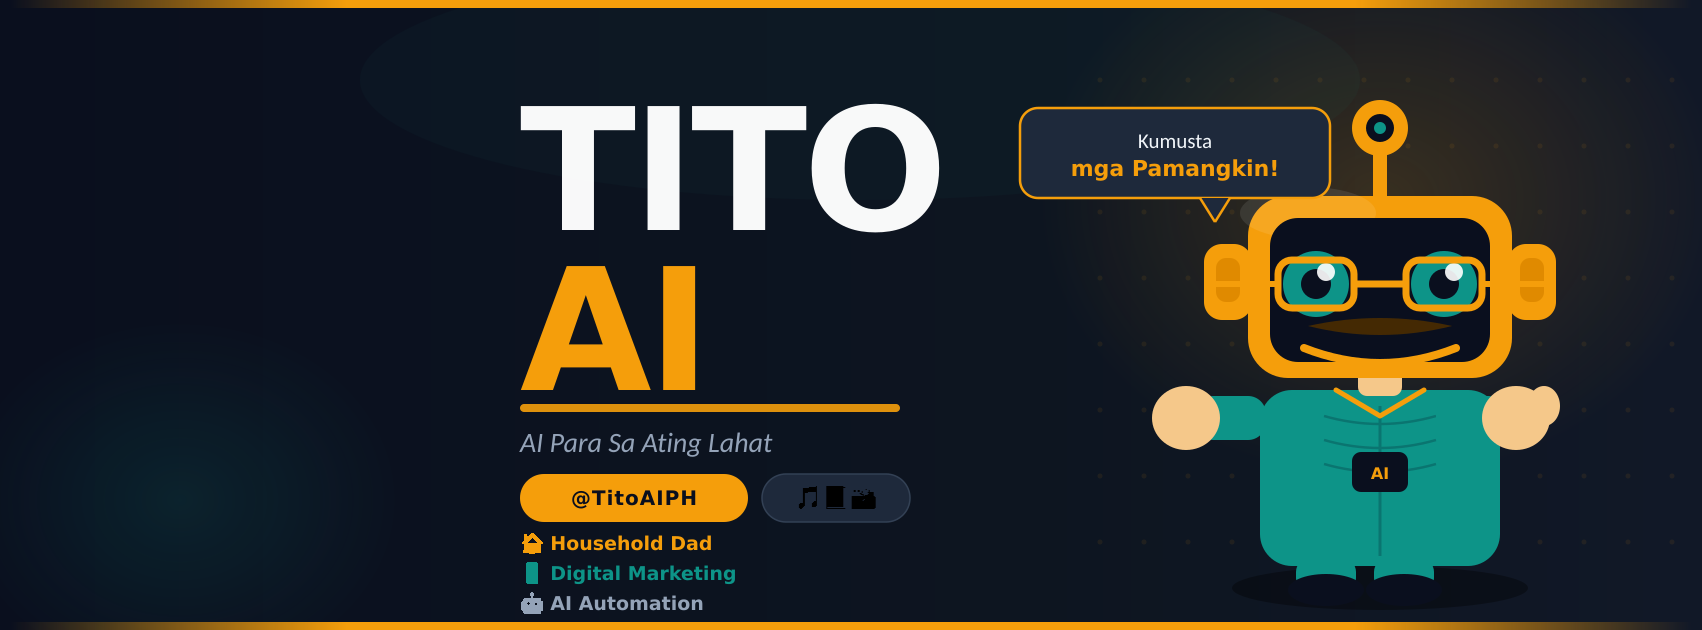 TITO
AI
AI Para Sa Ating Lahat
@TitoAIPH
Household Dad
Digital Marketing
AI Automation
Kumusta
mga Pamangkin!
AI